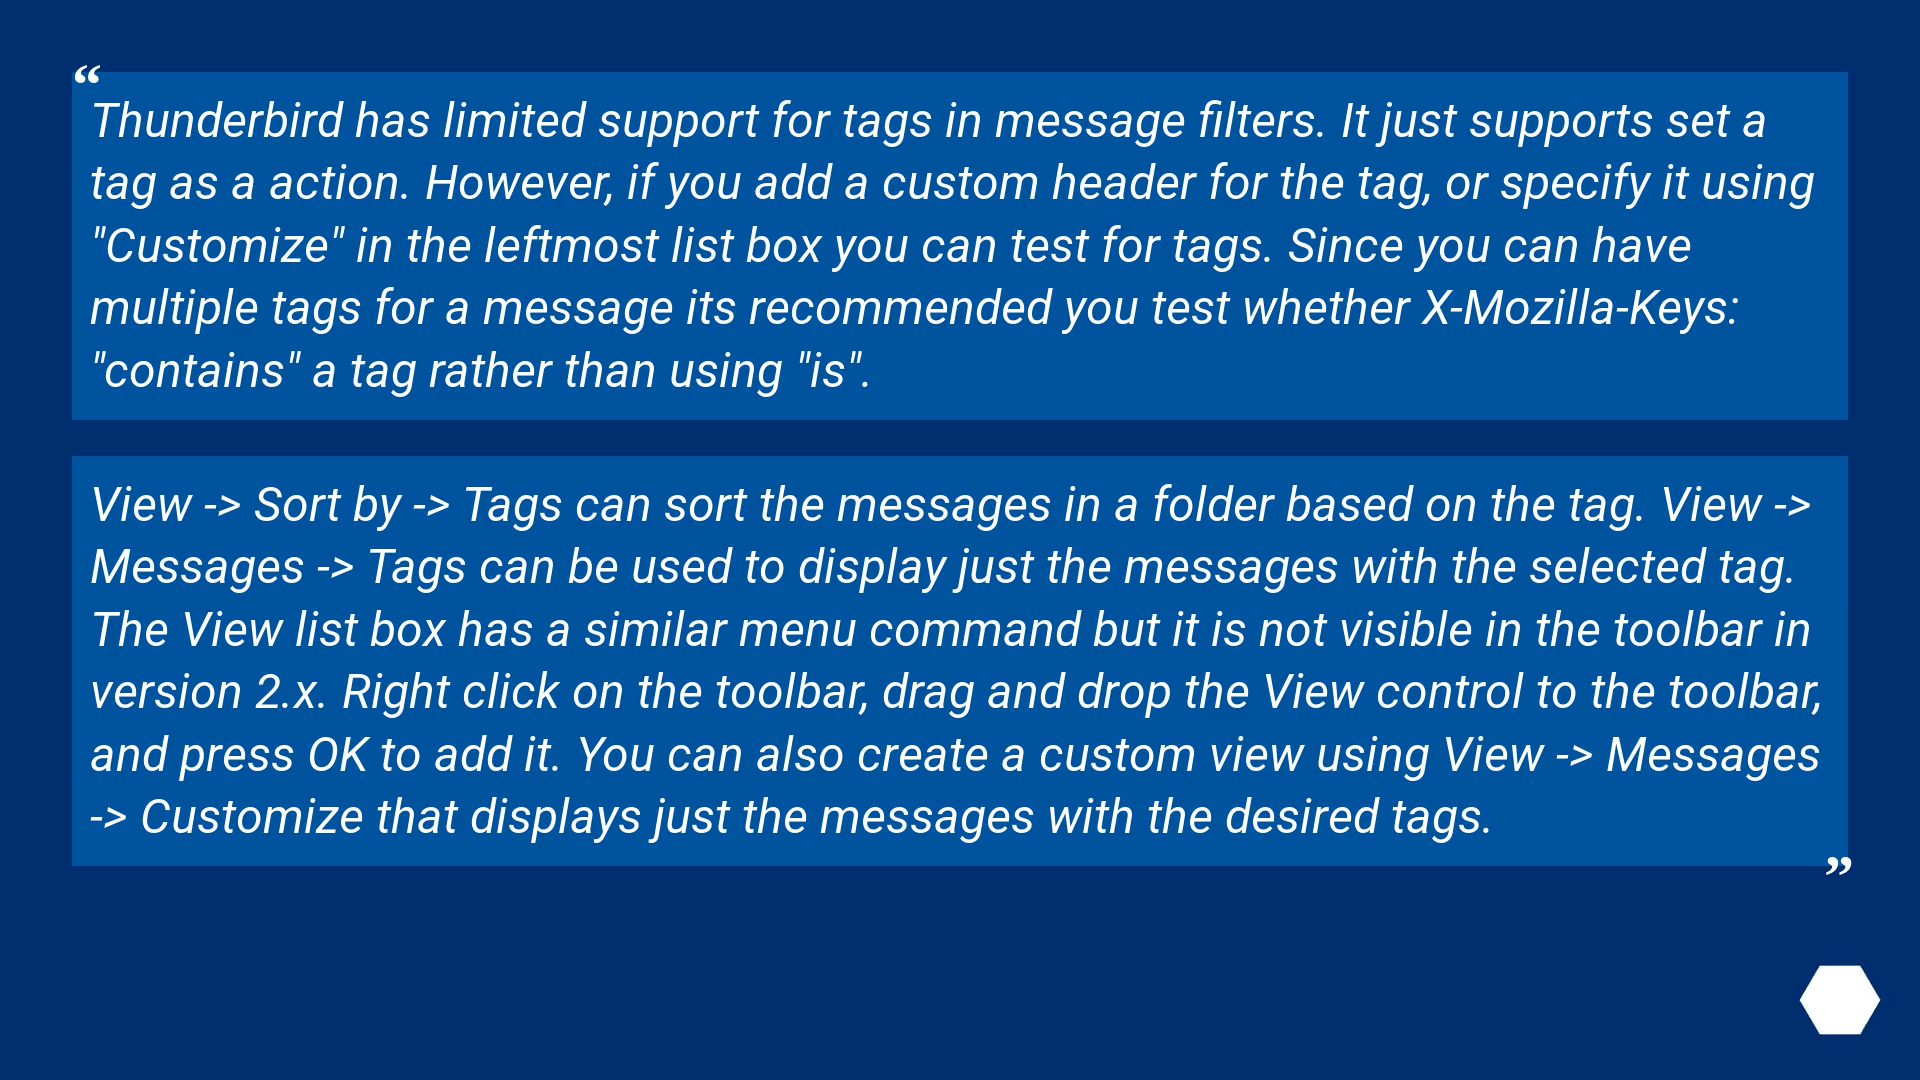 “
Thunderbird has limited support for tags in message filters. It just supports set a
tag as a action. However, if you add a custom header for the tag, or specify it using
"Customize" in the leftmost list box you can test for tags. Since you can have
multiple tags for a message its recommended you test whether X-Mozilla-Keys:
"contains" a tag rather than using "is".
View -> Sort by -> Tags can sort the messages in a folder based on the tag. View ->
Messages -> Tags can be used to display just the messages with the selected tag.
The View list box has a similar menu command but it is not visible in the toolbar in
version 2.x. Right click on the toolbar, drag and drop the View control to the toolbar,
and press OK to add it. You can also create a custom view using View -> Messages
-> Customize that displays just the messages with the desired tags.
”